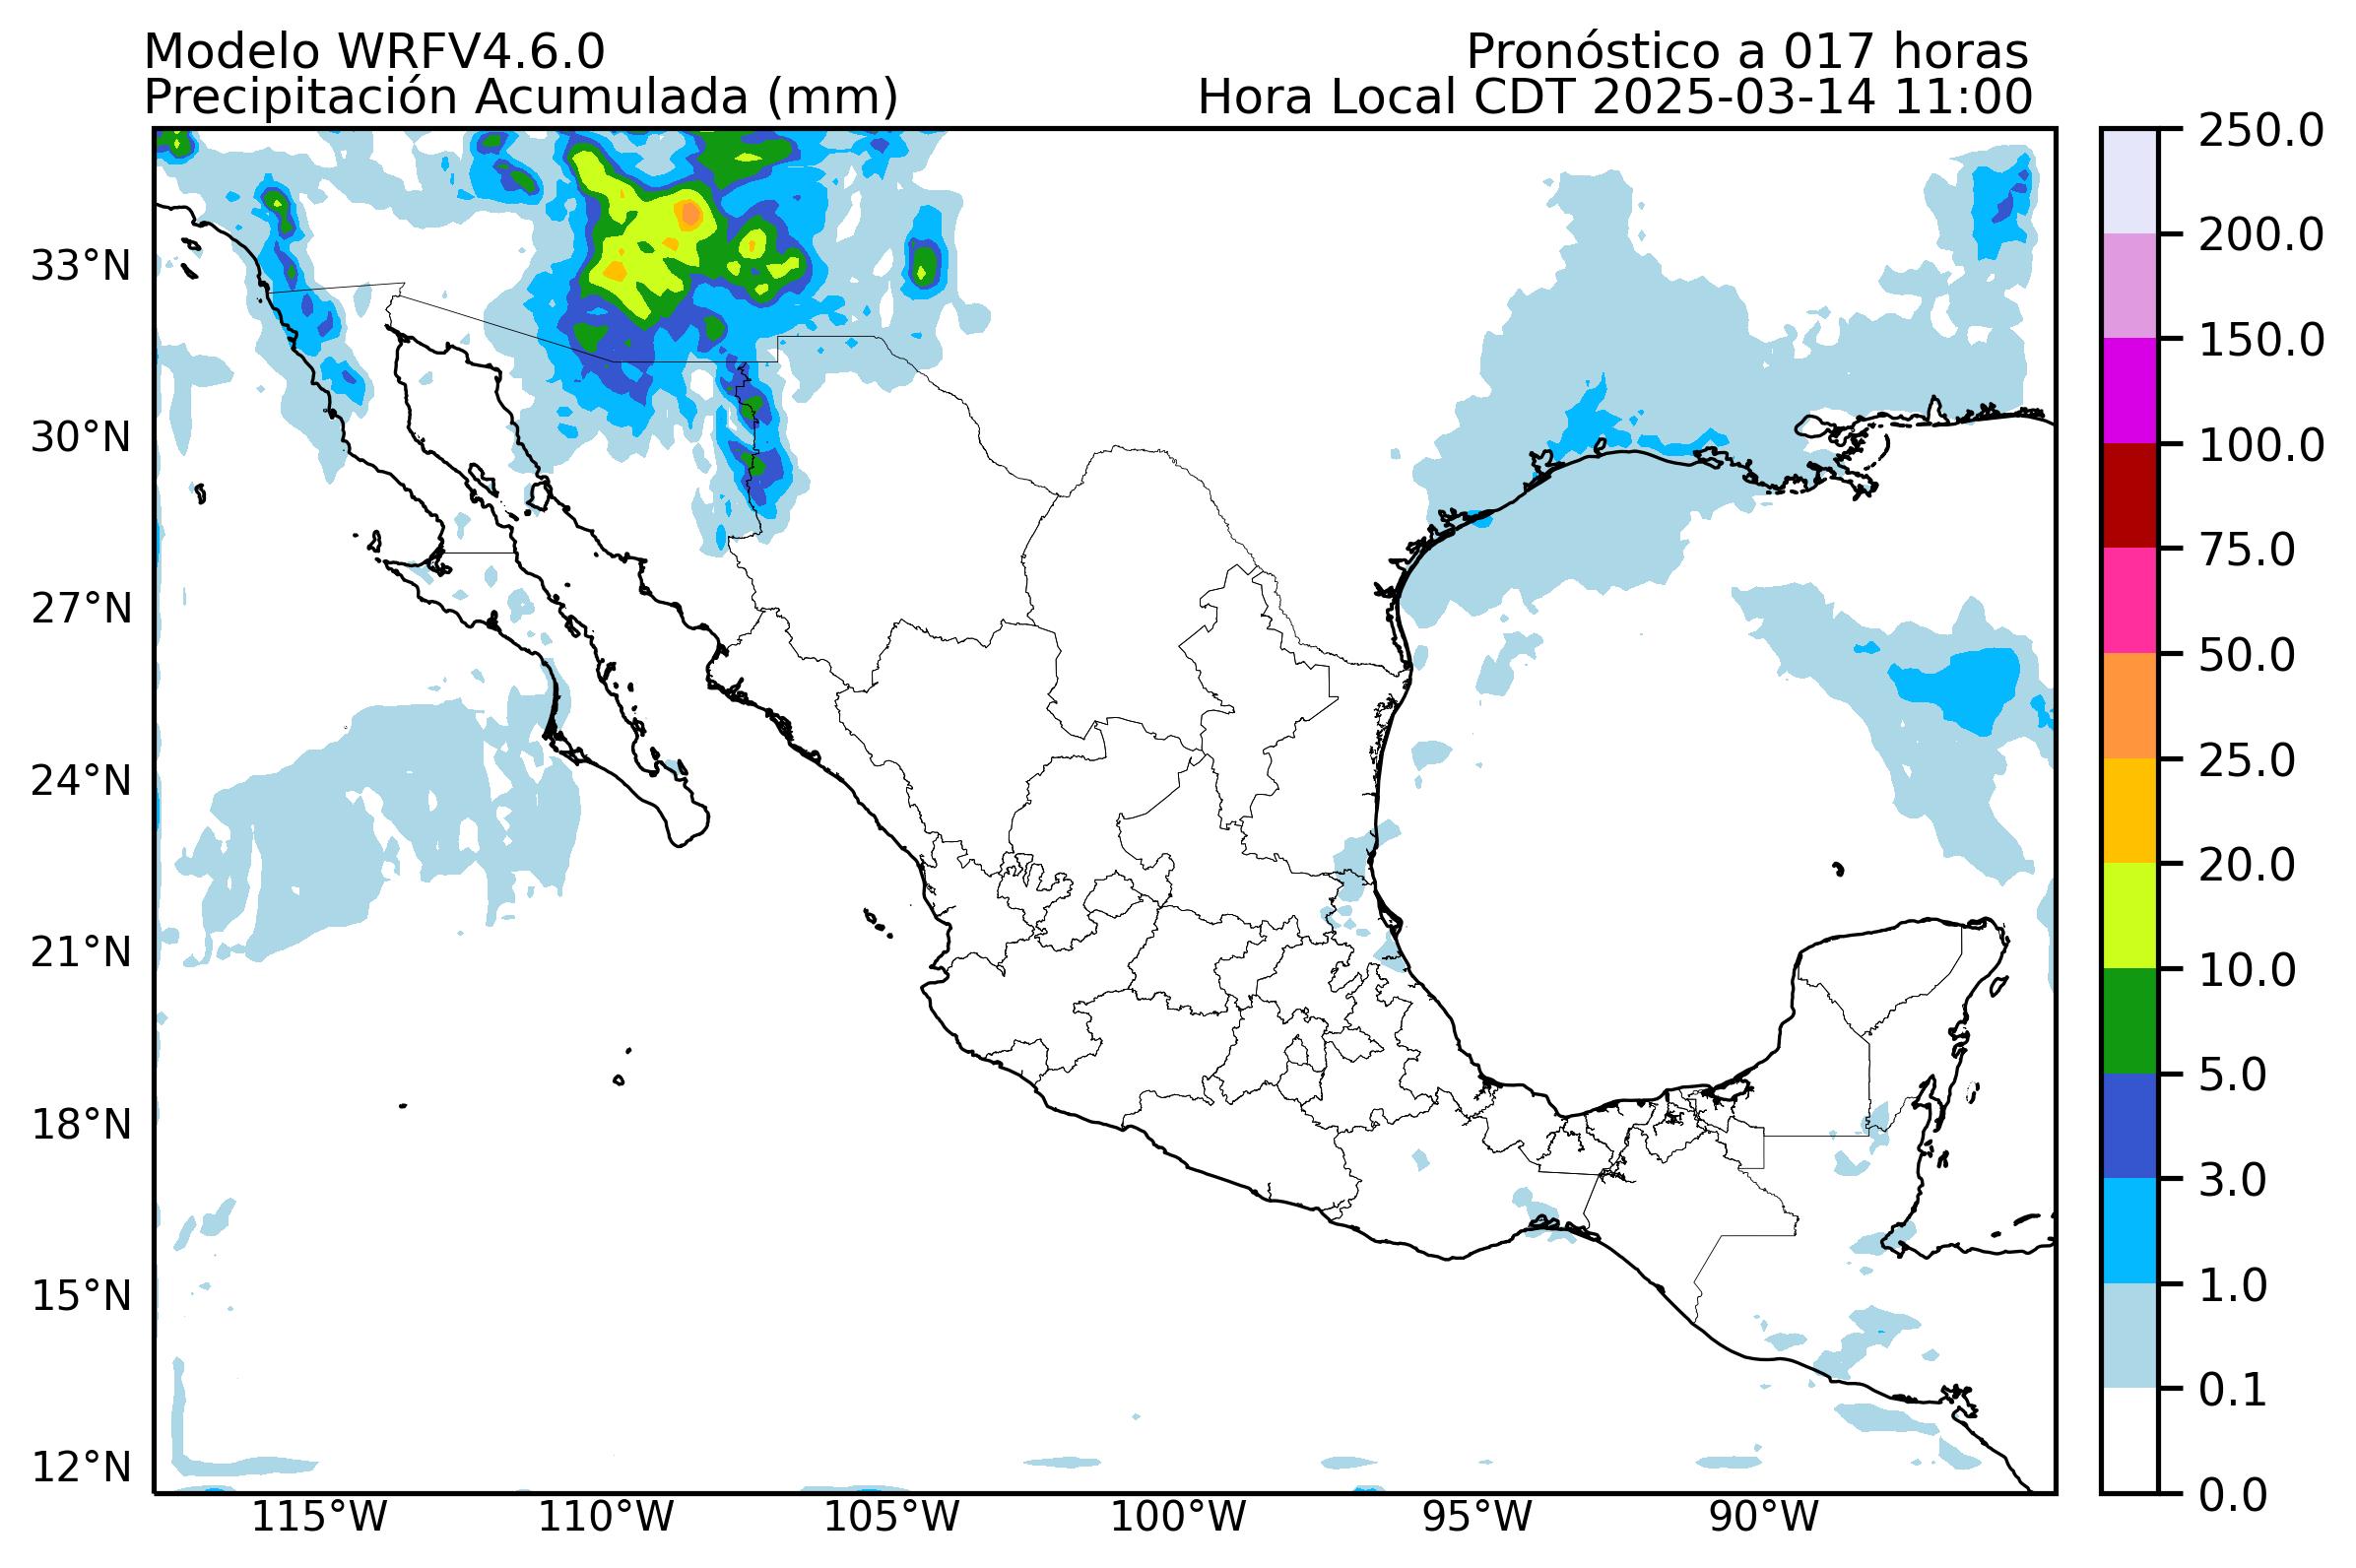 Modelo WRFV4.6.0
Pronóstico a 017 horas
Precipitación Acumulada (mm)
Hora Local CDT 2025-03-14 11:00
33°N
30°N
27°N
24°N
21°N
18°N
15°N
12°N
115°W
110°W
105°W
100°W
95°W
90°W
250.0
200.0
150.0
100.0
75.0
50.0
25.0
20.0
10.0
5.0
3.0
1.0
0.1
0.0